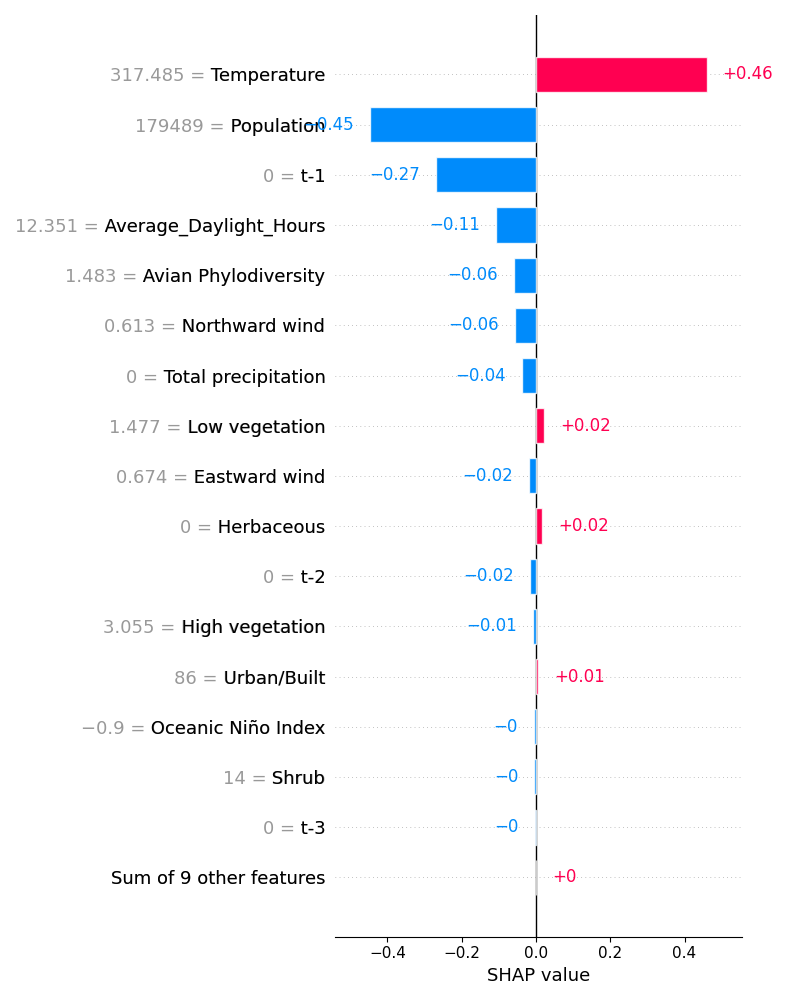 317.485 = Temperature +0.46
179489 = Population −0.45
0 = t-1 −0.27
12.351 = Average_Daylight_Hours −0.11
1.483 = Avian Phylodiversity −0.06
0.613 = Northward wind −0.06
0 = Total precipitation −0.04
1.477 = Low vegetation +0.02
0.674 = Eastward wind −0.02
0 = Herbaceous +0.02
0 = t-2 −0.02
3.055 = High vegetation −0.01
86 = Urban/Built +0.01
−0.9 = Oceanic Niño Index −0
14 = Shrub −0
0 = t-3 −0
Sum of 9 other features +0
−0.4 −0.2 0.0 0.2 0.4
SHAP value